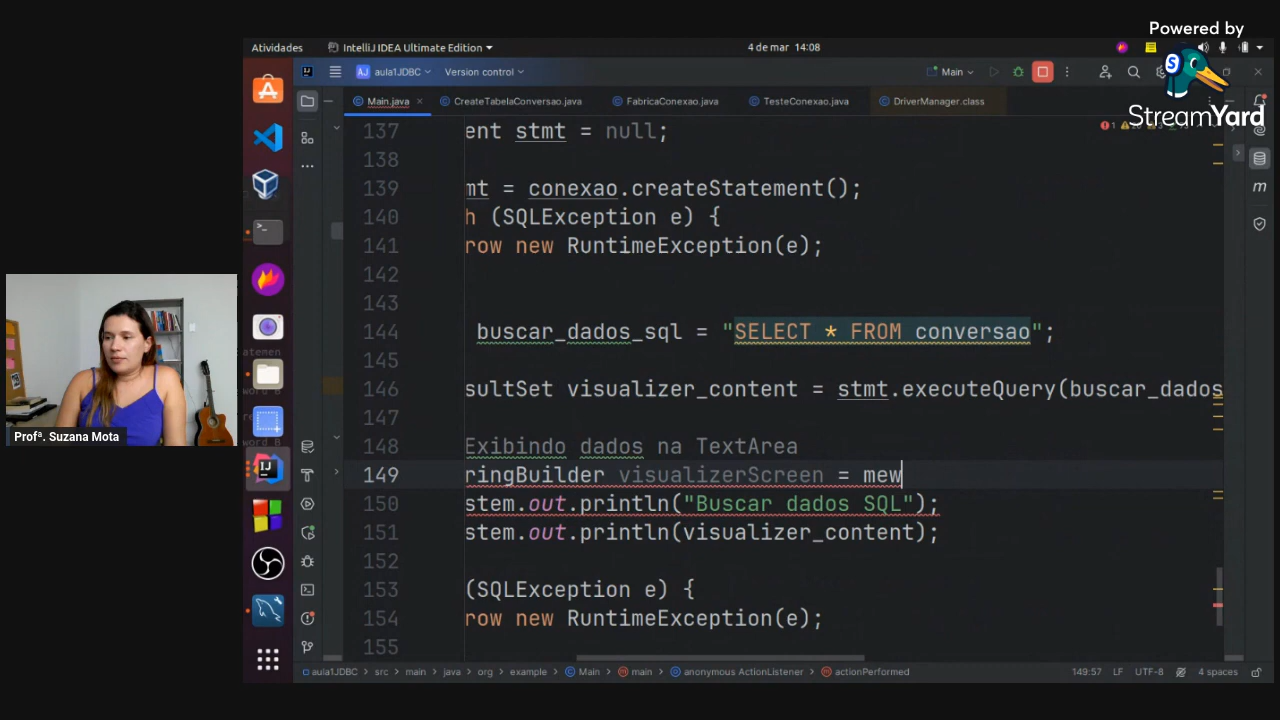 Powered by
StreamYard
Atividades
IntelliJ IDEA Ultimate Edition
4 de mar 14:08
AJ
aula1JDBC
Version control
Main
Main.java
CreateTabelaConversao.java
FabricaConexao.java
TesteConexao.java
DriverManager.class
137 ent stmt = null;
138
139 mt = conexao.createStatement();
140 h (SQLException e) {
141 row new RuntimeException(e);
142
143
144 buscar_dados_sql = "SELECT * FROM conversao";
145
146 sultSet visualizer_content = stmt.executeQuery(buscar_dados
147
148 Exibindo dados na TextArea
149 ringBuilder visualizerScreen = mew
150 stem.out.println("Buscar dados SQL");
151 stem.out.println(visualizer_content);
152
153 (SQLException e) {
154 row new RuntimeException(e);
155
Profª. Suzana Mota
aula1JDBC > src > main > java > org > example > Main > main > anonymous ActionListener > actionPerformed
149:57 LF UTF-8 4 spaces